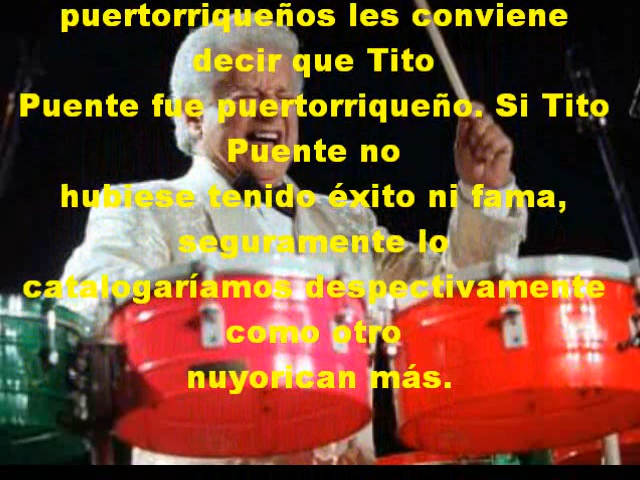 puertorriqueños les conviene
decir que Tito
Puente fue puertorriqueño. Si Tito
Puente no
hubiese tenido éxito ni fama,
seguramente lo
catalogaríamos despectivamente
como otro
nuyorican más.